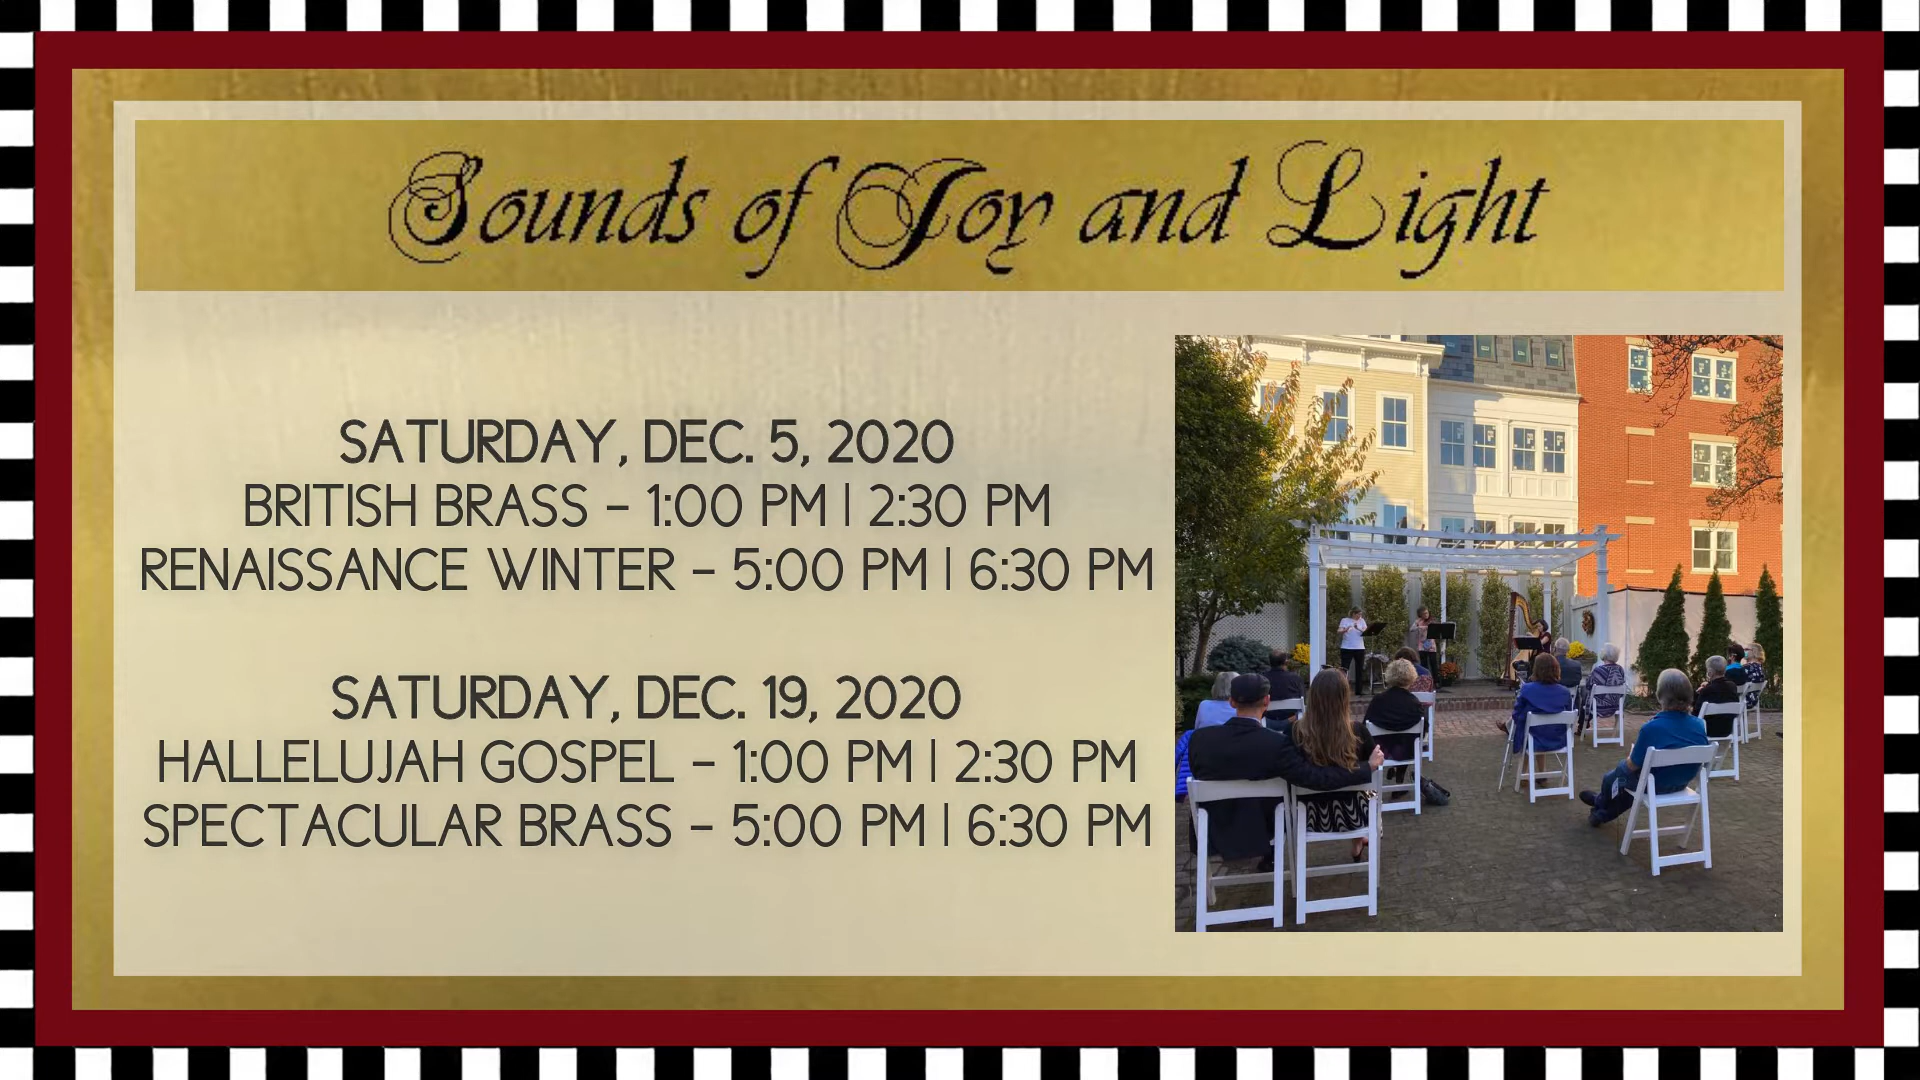 Sounds of Joy and Light
SATURDAY, DEC. 5, 2020
BRITISH BRASS – 1:00 PM | 2:30 PM
RENAISSANCE WINTER – 5:00 PM | 6:30 PM
SATURDAY, DEC. 19, 2020
HALLELUJAH GOSPEL – 1:00 PM | 2:30 PM
SPECTACULAR BRASS – 5:00 PM | 6:30 PM